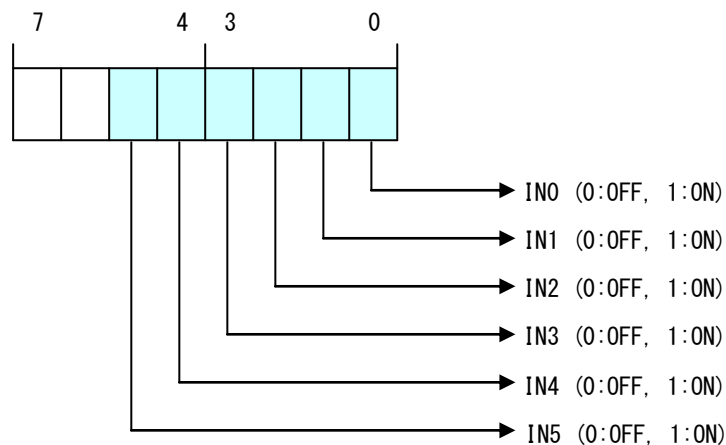 7 4 3 0
IN0 (0:OFF, 1:ON)
IN1 (0:OFF, 1:ON)
IN2 (0:OFF, 1:ON)
IN3 (0:OFF, 1:ON)
IN4 (0:OFF, 1:ON)
IN5 (0:OFF, 1:ON)